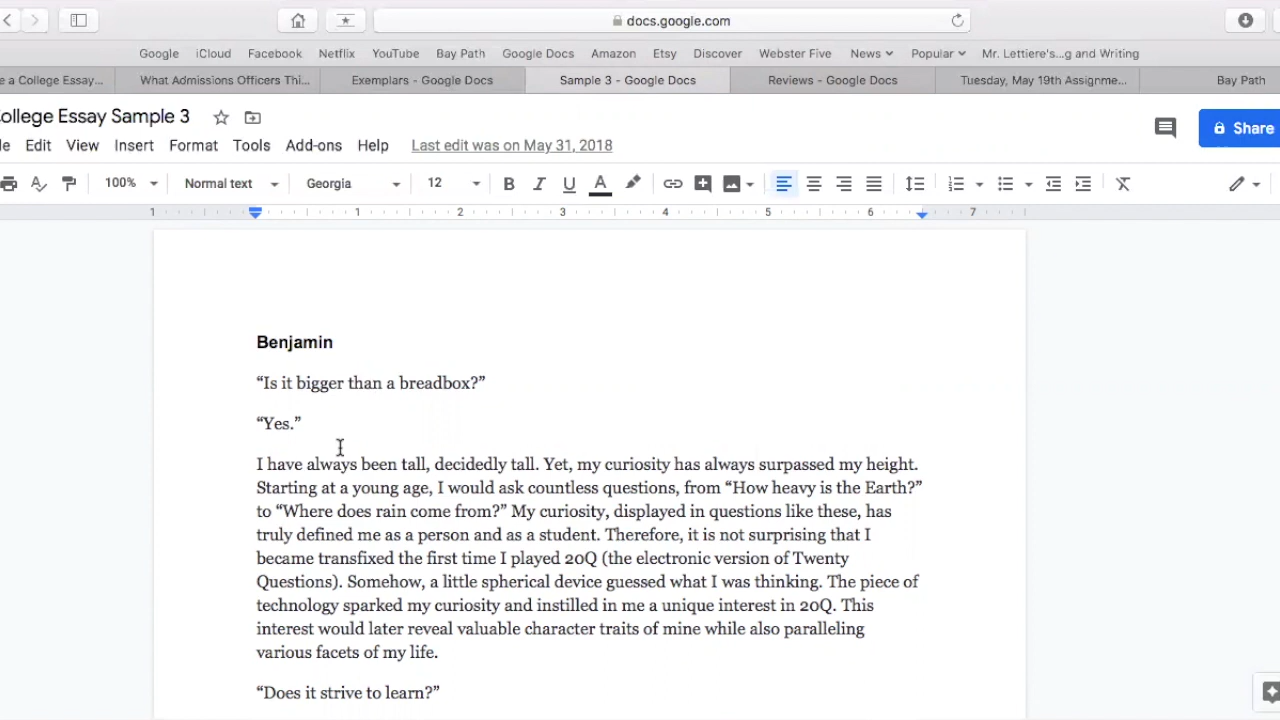 docs.google.com
Google iCloud Facebook Netflix YouTube Bay Path Google Docs Amazon Etsy Discover Webster Five News Popular Mr. Lettiere's...g and Writing
e a College Essay... What Admissions Officers Thi... Exemplars - Google Docs Sample 3 - Google Docs Reviews - Google Docs Tuesday, May 19th Assignme... Bay Path
ollege Essay Sample 3
Share
le Edit View Insert Format Tools Add-ons Help Last edit was on May 31, 2018
100% Normal text Georgia 12 B I U A
1 1 2 3 4 5 6 7
Benjamin
“Is it bigger than a breadbox?”
“Yes.”
I have always been tall, decidedly tall. Yet, my curiosity has always surpassed my height.
Starting at a young age, I would ask countless questions, from “How heavy is the Earth?”
to “Where does rain come from?” My curiosity, displayed in questions like these, has
truly defined me as a person and as a student. Therefore, it is not surprising that I
became transfixed the first time I played 20Q (the electronic version of Twenty
Questions). Somehow, a little spherical device guessed what I was thinking. The piece of
technology sparked my curiosity and instilled in me a unique interest in 20Q. This
interest would later reveal valuable character traits of mine while also paralleling
various facets of my life.
“Does it strive to learn?”